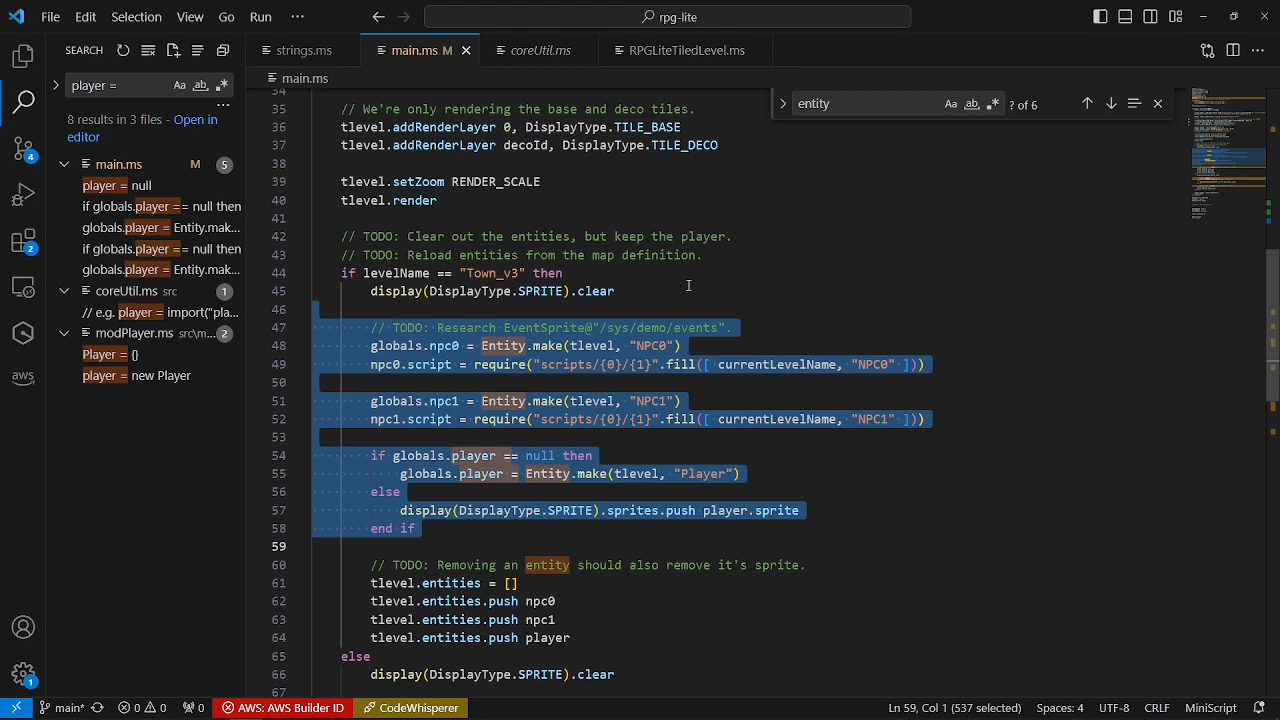 File Edit Selection View Go Run ··· rpg-lite
SEARCH
strings.ms main.ms M coreUtil.ms RPGLiteTiledLevel.ms
player = Aa ab
main.ms
entity Aa ab ? of 6
8 results in 3 files - Open in
editor
main.ms M 5
player = null
if globals.player == null then
globals.player = Entity.mak...
if globals.player == null then
globals.player = Entity.mak...
coreUtil.ms src 1
// e.g. player = import("pla...
modPlayer.ms src\m... 2
Player = {}
player = new Player
34
35 // We're only rendering the base and deco tiles.
36 tlevel.addRenderLayer 0, DisplayType.TILE_BASE
37 tlevel.addRenderLayer 1, DisplayType.TILE_DECO
38
39 tlevel.setZoom
40 tlevel.render
41
42 // TODO: Clear out the entities, but keep the player.
43 // TODO: Reload entities from the map definition.
44 if levelName == "Town_v3" then
45 display(DisplayType.SPRITE).clear
46
47 // TODO: Research EventSprite@"/sys/demo/events".
48 globals.npc0 = Entity.make(tlevel, "NPC0")
49 npc0.script = require("scripts/{0}/{1}".fill([ currentLevelName, "NPC0" ]))
50
51 globals.npc1 = Entity.make(tlevel, "NPC1")
52 npc1.script = require("scripts/{0}/{1}".fill([ currentLevelName, "NPC1" ]))
53
54 if globals.player == null then
55 globals.player = Entity.make(tlevel, "Player")
56 else
57 display(DisplayType.SPRITE).sprites.push player.sprite
58 end if
59
60 // TODO: Removing an entity should also remove it's sprite.
61 tlevel.entities = []
62 tlevel.entities.push npc0
63 tlevel.entities.push npc1
64 tlevel.entities.push player
65 else
66 display(DisplayType.SPRITE).clear
67
4
2
aws
1
main* 0 0 0 AWS: AWS Builder ID CodeWhisperer Ln 59, Col 1 (537 selected) Spaces: 4 UTF-8 CRLF MiniScript